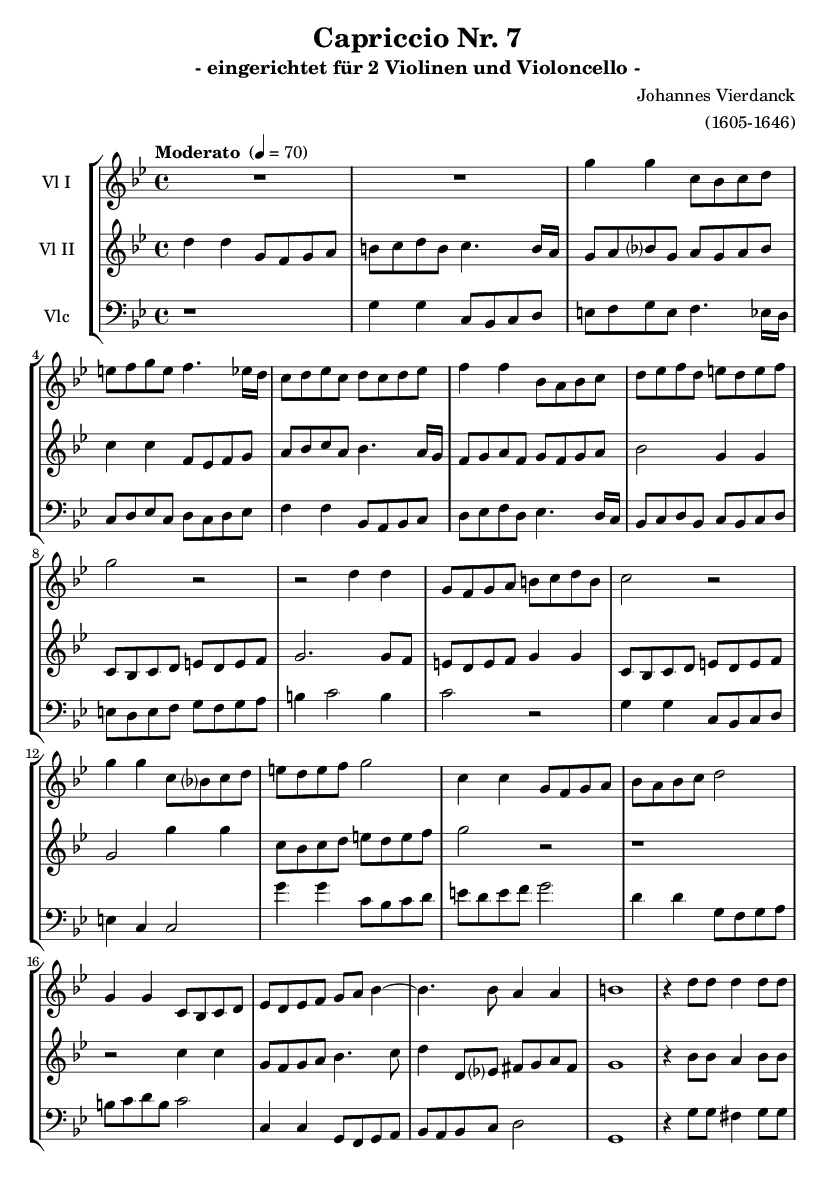 Capriccio Nr. 7
- eingerichtet für 2 Violinen und Violoncello -
Johannes Vierdanck
(1605-1646)
Moderato (♩ = 70)
Vl I
Vl II
Vlc
4
8
12
16